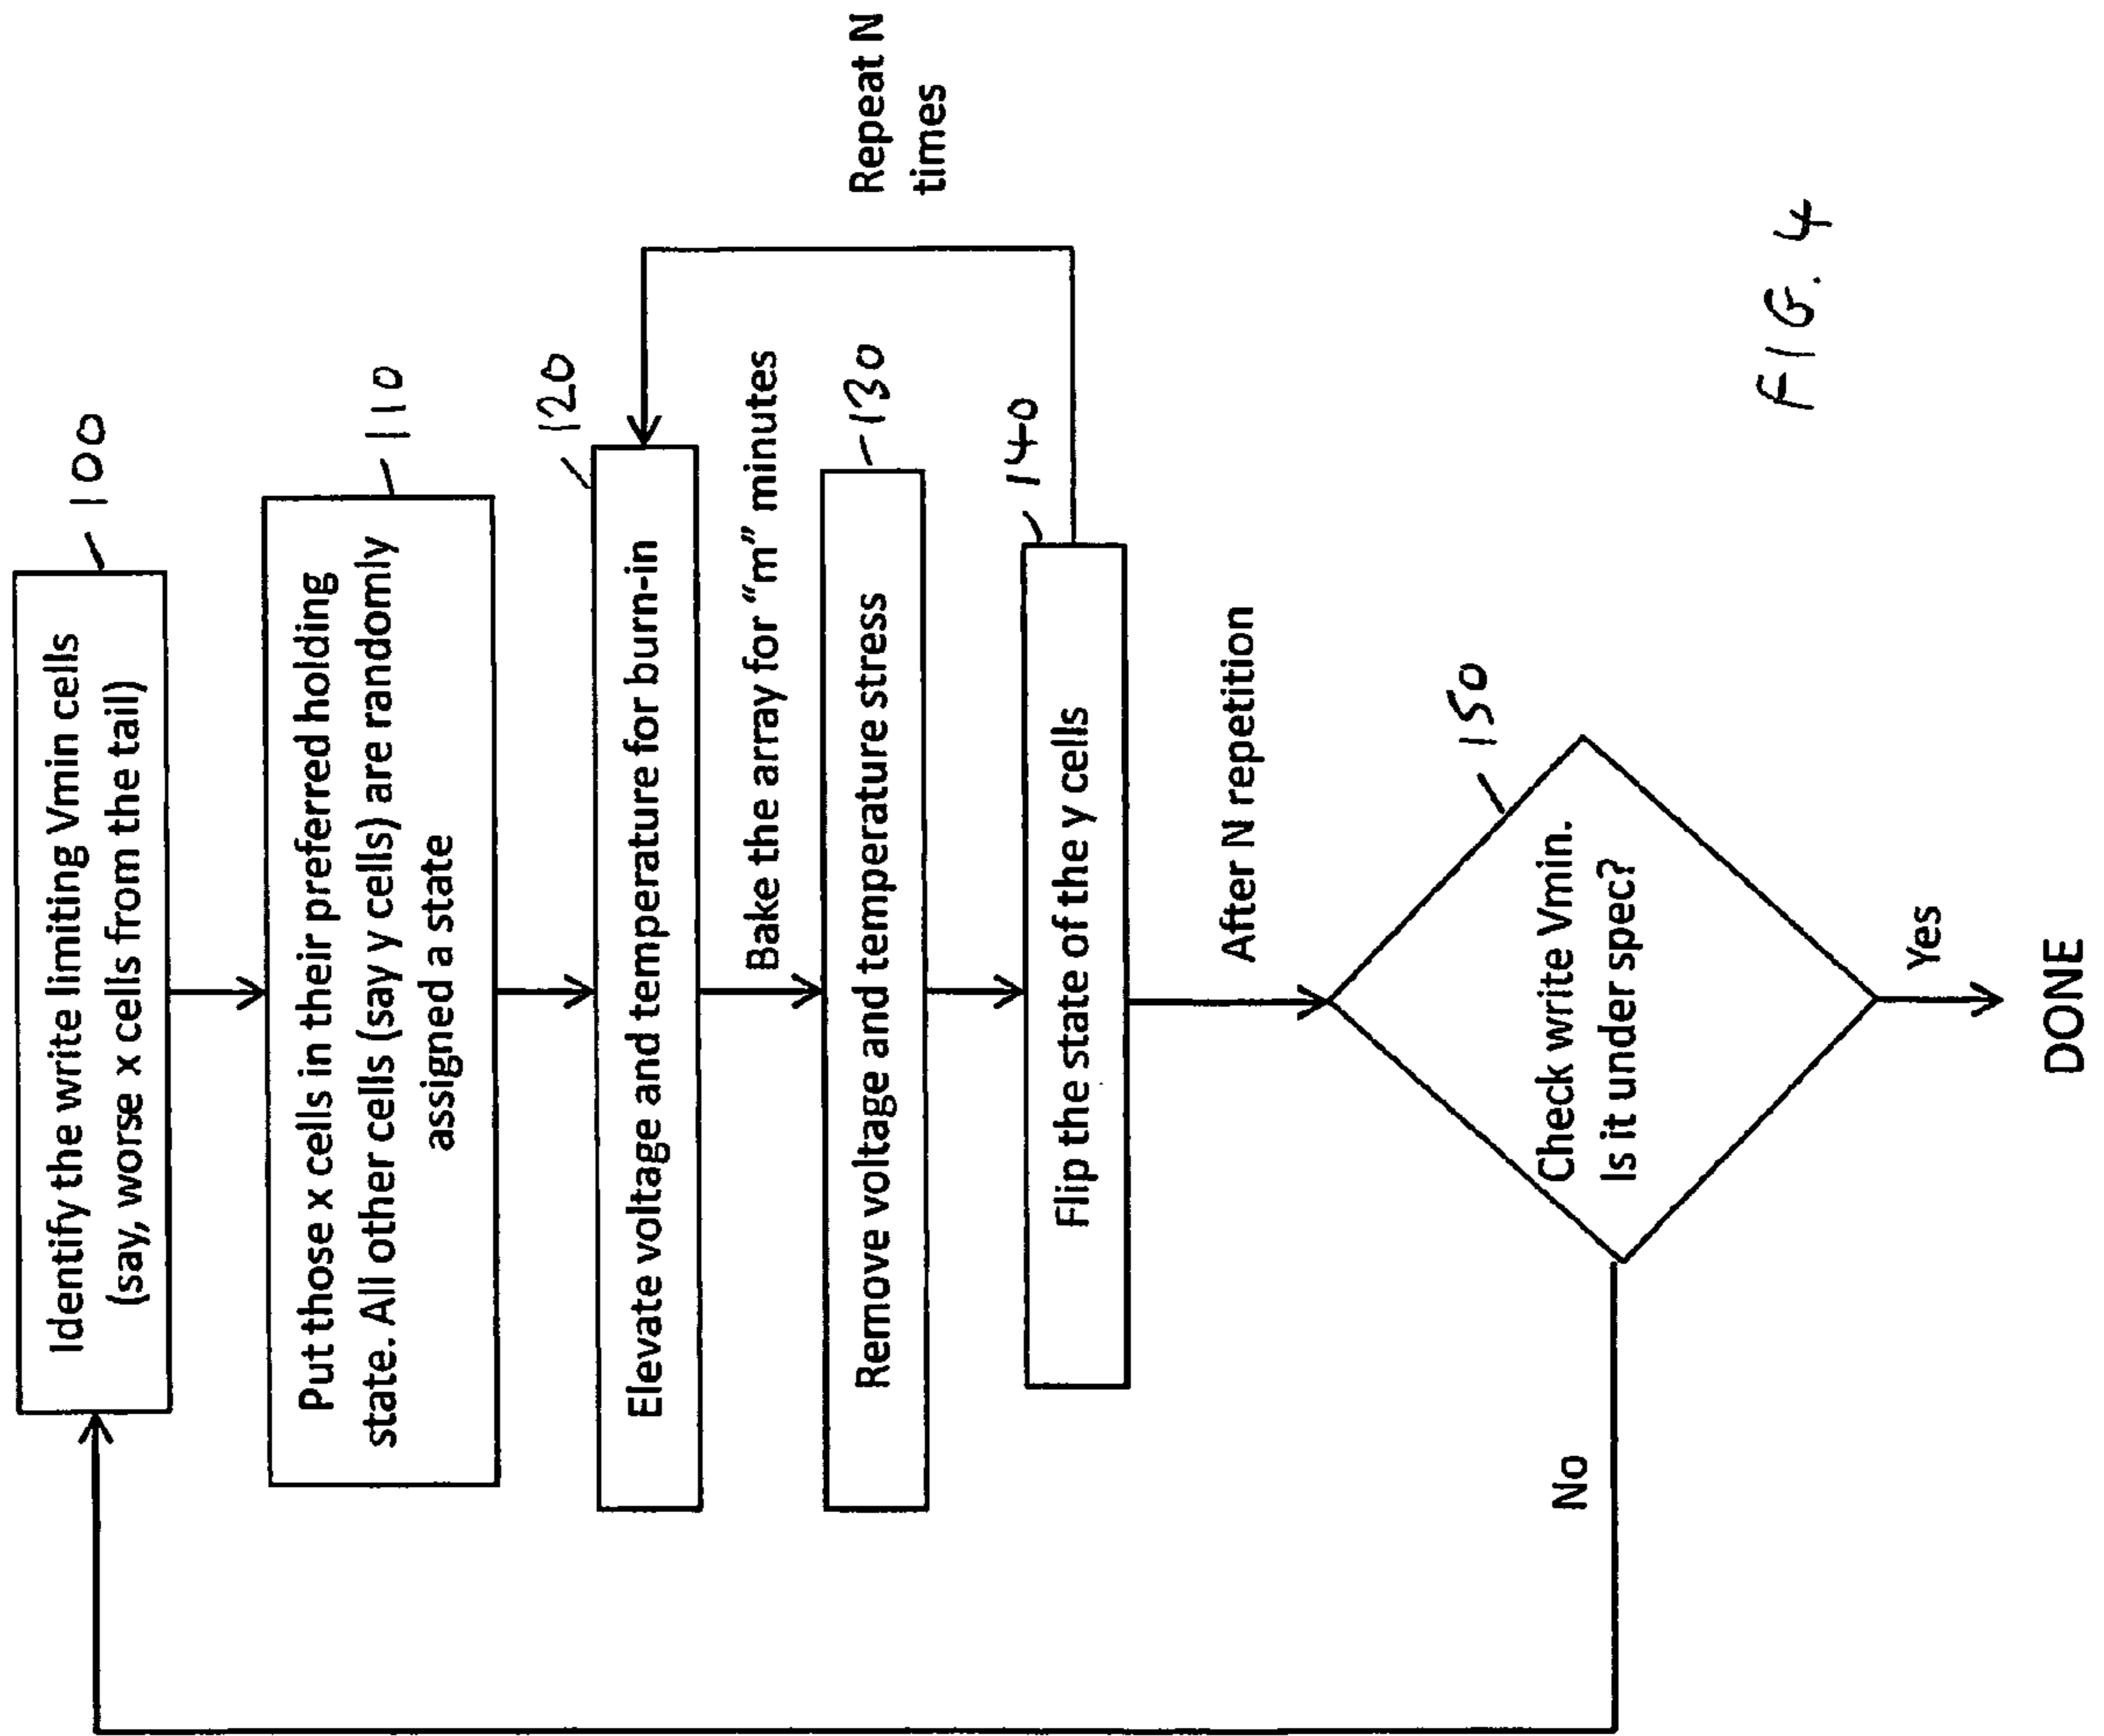 Identify the write limiting Vmin cells
(say, worse x cells from the tail)
100
Put those x cells in their preferred holding
state. All other cells (say y cells) are randomly
assigned a state
110
Elevate voltage and temperature for burn-in
120
Bake the array for “m” minutes
Remove voltage and temperature stress
130
Repeat N
times
Flip the state of the y cells
140
After N repetition
Check write Vmin.
Is it under spec?
150
No
Yes
DONE
FIG. 4